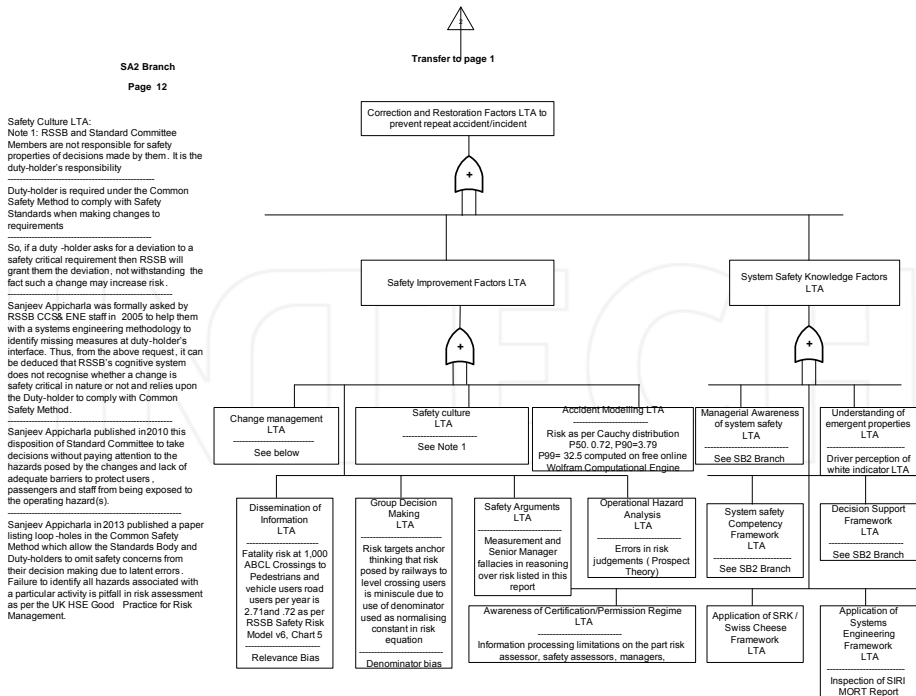 2
Transfer to page 1
SA2 Branch
Page 12
Safety Culture LTA:
Note 1: RSSB and Standard Committee
Members are not responsible for safety
properties of decisions made by them. It is the
duty-holder's responsibility
------------------------------------------------
Duty-holder is required under the Common
Safety Method to comply with Safety
Standards when making changes to
requirements
------------------------------------------------
So, if a duty -holder asks for a deviation to a
safety critical requirement then RSSB will
grant them the deviation, not withstanding the
fact such a change may increase risk.
------------------------------------------------
Sanjeev Appicharla was formally asked by
RSSB CCS& ENE staff in 2005 to help them
with a systems engineering methodology to
identify missing measures at duty-holder's
interface. Thus, from the above request, it can
be deduced that RSSB's cognitive system
does not recognise whether a change is
safety critical in nature or not and relies upon
the Duty-holder to comply with Common
Safety Method.
------------------------------------------------
Sanjeev Appicharla published in2010 this
disposition of Standard Committee to take
decisions without paying attention to the
hazards posed by the changes and lack of
adequate barriers to protect users ,
passengers and staff from being exposed to
the operating hazard(s).
------------------------------------------------
Sanjeev Appicharla in 2013 published a paper
listing loop -holes in the Common Safety
Method which allow the Standards Body and
Duty-holders to omit safety concerns from
their decision making due to latent errors.
Failure to identify all hazards associated with
a particular activity is pitfall in risk assessment
as per the UK HSE Good Practice for Risk
Management.
Correction and Restoration Factors LTA to
prevent repeat accident/incident
+
Safety Improvement Factors LTA
System Safety Knowledge Factors
LTA
+
+
Change management
LTA
------------------------
See below
Safety culture
LTA
------------------------
See Note 1
Accident Modelling LTA
------------------------
Risk as per Cauchy distribution
P50. 0.72, P90=3.79
P99= 32.5 computed on free online
Wolfram Computational Engine
Managerial Awareness
of system safety
LTA
------------------------
See SB2 Branch
Understanding of
emergent properties
LTA
------------------------
Driver perception of
white indicator LTA
Dissemination of
Information
LTA
------------------------
Fatality risk at 1,000
ABCL Crossings to
Pedestrians and
vehicle users road
users per year is
2.71and .72 as per
RSSB Safety Risk
Model v6, Chart 5
------------------------
Relevance Bias
Group Decision
Making
LTA
------------------------
Risk targets anchor
thinking that risk
posed by railways to
level crossing users
is miniscule due to
use of denominator
used as normalising
constant in risk
equation
------------------------
Denominator bias
Safety Arguments
LTA
------------------------
Measurement and
Senior Manager
fallacies in reasoning
over risk listed in this
report
Operational Hazard
Analysis
LTA
------------------------
Errors in risk
judgements ( Prospect
Theory)
System safety
Competency
Framework
LTA
------------------------
See SB2 Branch
Decision Support
Framework
LTA
------------------------
See SB2 Branch
Awareness of Certification/Permission Regime
LTA
------------------------
Information processing limitations on the part risk
assessor, safety assessors, managers,
Application of SRK /
Swiss Cheese
Framework
LTA
Application of
Systems
Engineering
Framework
LTA
------------------------
Inspection of SIRI
MORT Report